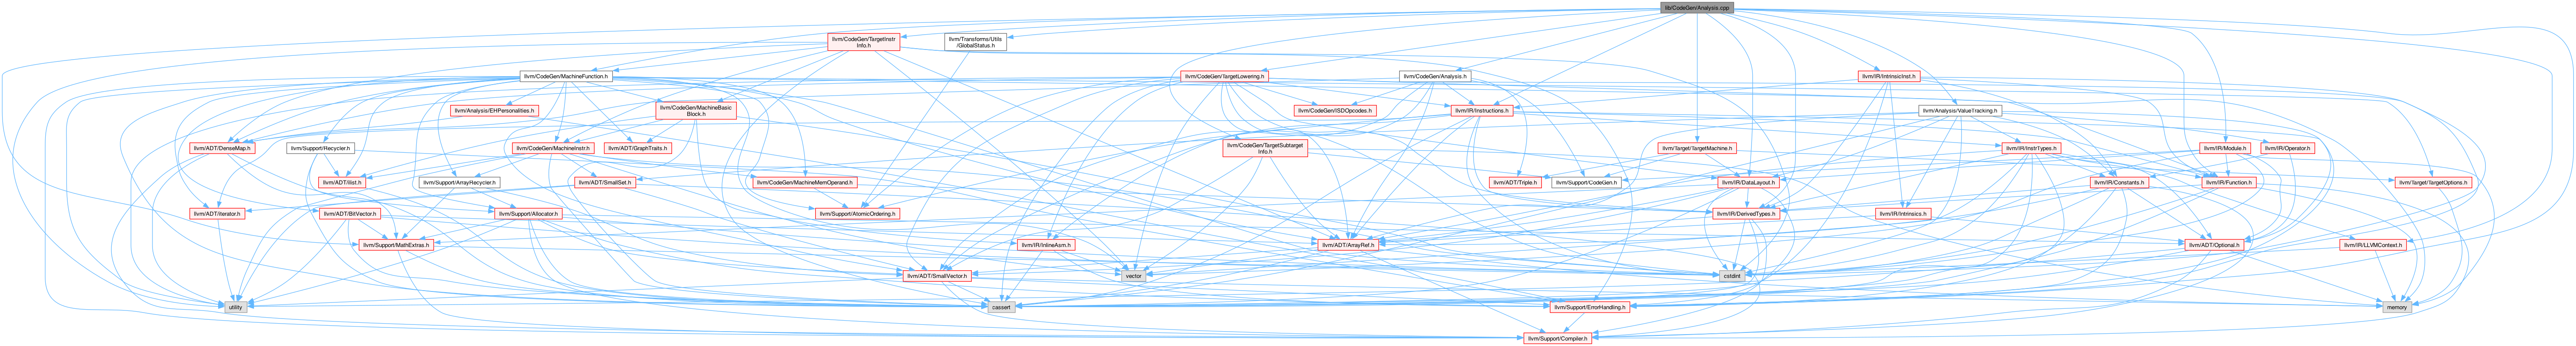 lib/CodeGen/Analysis.cpp
llvm/CodeGen/TargetInstr
Info.h
llvm/Transforms/Utils
/GlobalStatus.h
llvm/CodeGen/MachineFunction.h
llvm/CodeGen/TargetLowering.h
llvm/CodeGen/Analysis.h
llvm/IR/IntrinsicInst.h
llvm/Analysis/EHPersonalities.h
llvm/CodeGen/MachineBasic
Block.h
llvm/CodeGen/ISDOpcodes.h
llvm/IR/Instructions.h
llvm/Analysis/ValueTracking.h
llvm/ADT/DenseMap.h
llvm/Support/Recycler.h
llvm/CodeGen/MachineInstr.h
llvm/ADT/GraphTraits.h
llvm/CodeGen/TargetSubtarget
Info.h
llvm/Target/TargetMachine.h
llvm/IR/InstrTypes.h
llvm/IR/Module.h
llvm/IR/Operator.h
llvm/ADT/ilist.h
llvm/Support/ArrayRecycler.h
llvm/ADT/SmallSet.h
llvm/CodeGen/MachineMemOperand.h
llvm/ADT/Triple.h
llvm/Support/CodeGen.h
llvm/IR/DataLayout.h
llvm/IR/Constants.h
llvm/IR/Function.h
llvm/Target/TargetOptions.h
llvm/ADT/iterator.h
llvm/ADT/BitVector.h
llvm/Support/Allocator.h
llvm/Support/AtomicOrdering.h
llvm/IR/DerivedTypes.h
llvm/IR/Intrinsics.h
llvm/Support/MathExtras.h
llvm/IR/InlineAsm.h
llvm/ADT/ArrayRef.h
llvm/ADT/Optional.h
llvm/IR/LLVMContext.h
llvm/ADT/SmallVector.h
vector
cstdint
utility
cassert
llvm/Support/ErrorHandling.h
memory
llvm/Support/Compiler.h